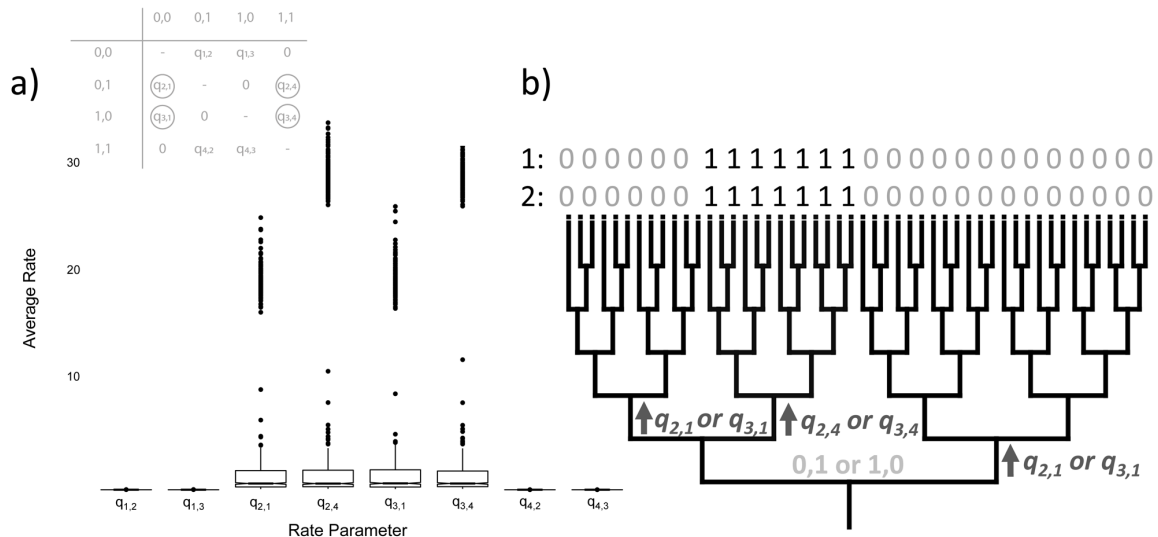 0,0 0,1 1,0 1,1
0,0 - q1,2 q1,3 0
0,1 q2,1 - 0 q2,4
1,0 q3,1 0 - q3,4
1,1 0 q4,2 q4,3 -
a)
30
20
10
Average Rate
q1,2 q1,3 q2,1 q2,4 q3,1 q3,4 q4,2 q4,3
Rate Parameter
b)
1: 0 0 0 0 0 0 1 1 1 1 1 1 1 0 0 0 0 0 0 0 0 0 0 0 0 0
2: 0 0 0 0 0 0 1 1 1 1 1 1 1 0 0 0 0 0 0 0 0 0 0 0 0 0
q2,1 or q3,1
q2,4 or q3,4
0,1 or 1,0
q2,1 or q3,1